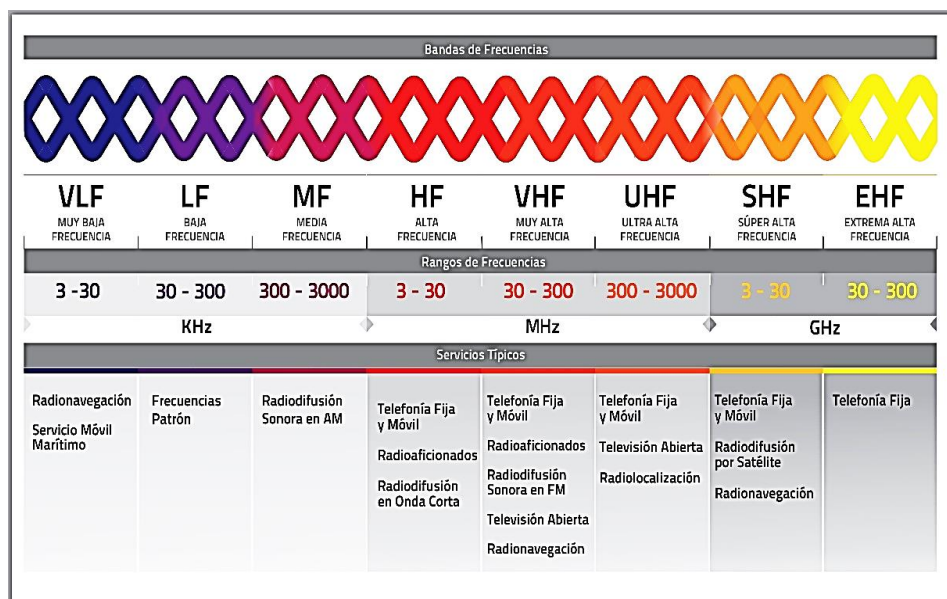 Bandas de Frecuencias
VLF
MUY BAJA
FRECUENCIA
LF
BAJA
FRECUENCIA
MF
MEDIA
FRECUENCIA
HF
ALTA
FRECUENCIA
VHF
MUY ALTA
FRECUENCIA
UHF
ULTRA ALTA
FRECUENCIA
SHF
SÚPER ALTA
FRECUENCIA
EHF
EXTREMA ALTA
FRECUENCIA
Rangos de Frecuencias
3 -30
30 - 300
300 - 3000
3 - 30
30 - 300
300 - 3000
3 - 30
30 - 300
KHz
MHz
GHz
Servicios Típicos
Radionavegación
Servicio Móvil
Marítimo
Frecuencias
Patrón
Radiodifusión
Sonora en AM
Telefonía Fija
y Móvil
Radioaficionados
Radiodifusión
en Onda Corta
Telefonía Fija
y Móvil
Radioaficionados
Radiodifusión
Sonora en FM
Televisión Abierta
Radionavegación
Telefonía Fija
y Móvil
Televisión Abierta
Radiolocalización
Telefonía Fija
y Móvil
Radiodifusión
por Satélite
Radionavegación
Telefonía Fija